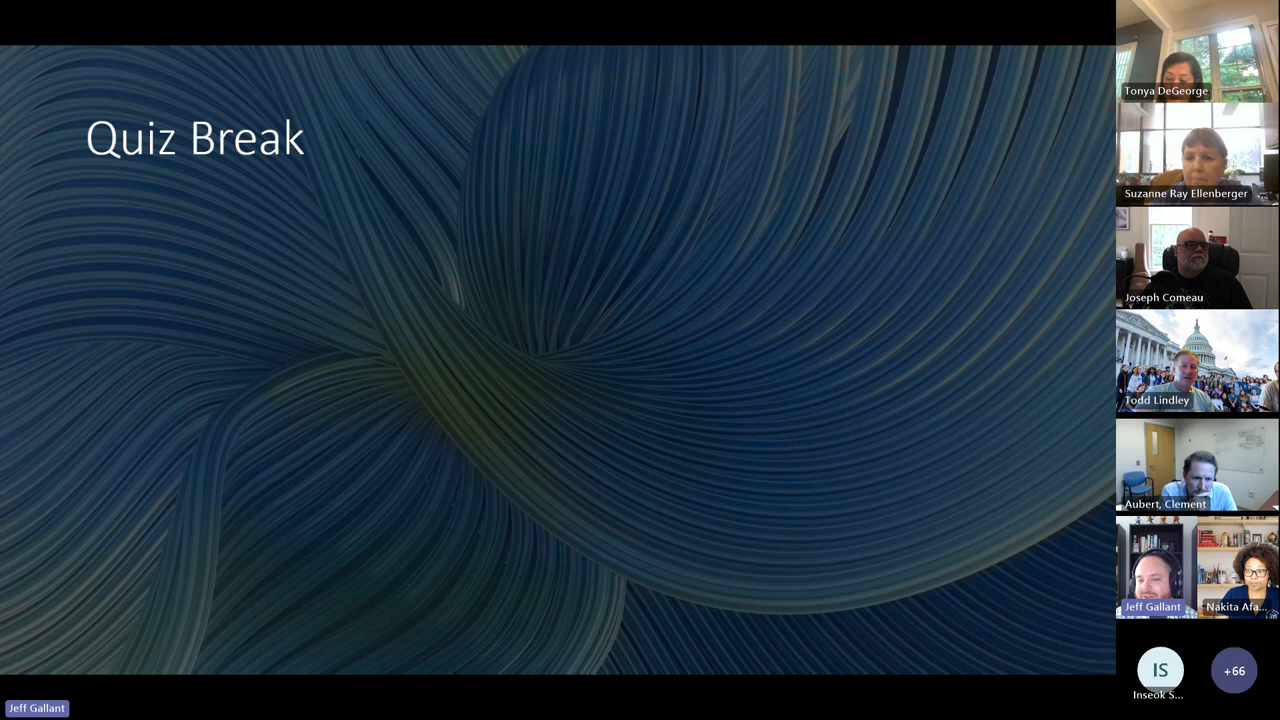 Quiz Break
Tonya DeGeorge
Suzanne Ray Ellenberger
Joseph Comeau
Todd Lindley
Aubert, Clement
Jeff Gallant
Nakita Afa...
IS
Inseok S...
+66
Jeff Gallant